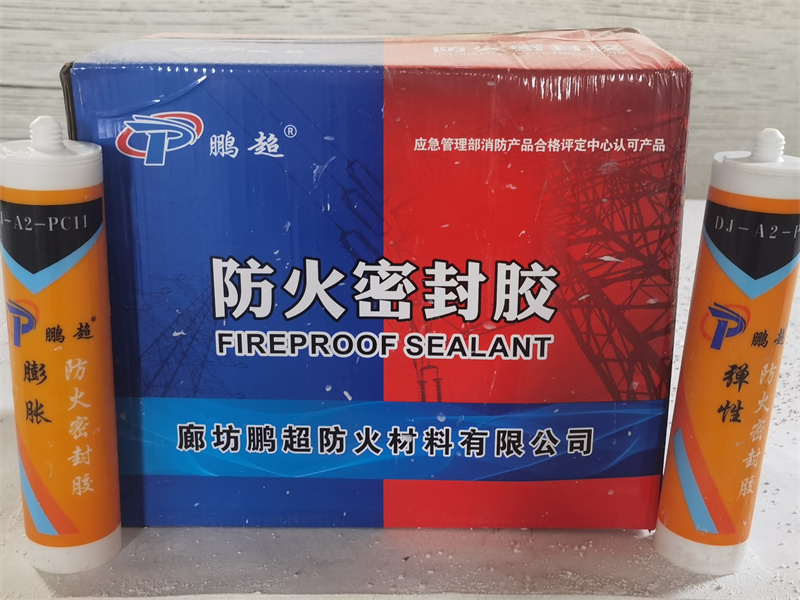 鹏超®
应急管理部消防产品合格评定中心认可产品
防火密封胶
FIREPROOF SEALANT
廊坊鹏超防火材料有限公司
J-A2-PC11
鹏超®
膨胀
防火密封胶
DJ-A2-P
鹏超
弹性
防火密封胶